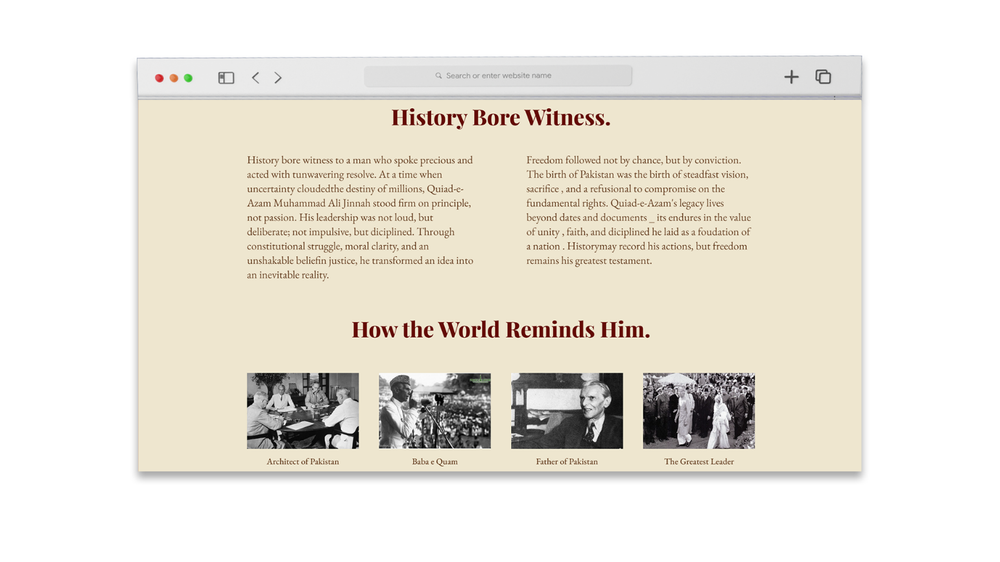 Search or enter website name
History Bore Witness.
History bore witness to a man who spoke precious and
acted with tunwavering resolve. At a time when
uncertainty cloudedthe destiny of millions, Quiad-e-
Azam Muhammad Ali Jinnah stood firm on principle,
not passion. His leadership was not loud, but
deliberate; not impulsive, but diciplined. Through
constitutional struggle, moral clarity, and an
unshakable beliefin justice, he transformed an idea into
an inevitable reality.
Freedom followed not by chance, but by conviction.
The birth of Pakistan was the birth of steadfast vision,
sacrifice , and a refusional to compromise on the
fundamental rights. Quiad-e-Azam's legacy lives
beyond dates and documents _ its endures in the value
of unity , faith, and diciplined he laid as a foudation of
a nation . Historymay record his actions, but freedom
remains his greatest testament.
How the World Reminds Him.
Architect of Pakistan
Baba e Quam
Father of Pakistan
The Greatest Leader